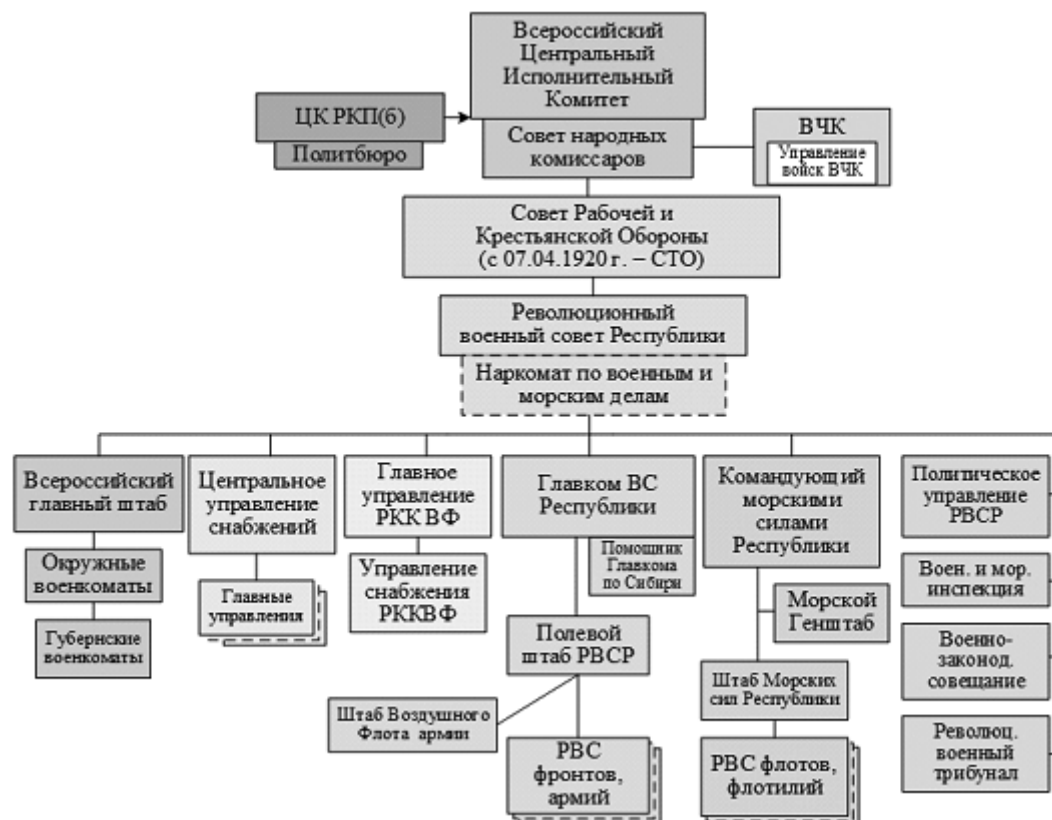 Всероссийский
Центральный
Исполнительный
Комитет
ЦК РКП(б)
Политбюро
Совет народных
комиссаров
ВЧК
Управление
войск ВЧК
Совет Рабочей и
Крестьянской Обороны
(с 07.04.1920 г. – СТО)
Революционный
военный совет Республики
Наркомат по военным и
морским делам
Всероссийский
главный штаб
Окружные
военкоматы
Губернские
военкоматы
Центральное
управление
снабжений
Главные
управления
Главное
управление
РКК ВФ
Управление
снабжения
РККВФ
Главком ВС
Республики
Помощник
Главкома
по Сибири
Полевой
штаб РВСР
Штаб Воздушного
Флота армии
РВС
фронтов,
армий
Командующий
морскими
силами
Республики
Морской
Генштаб
Штаб Морских
сил Республики
РВС флотов,
флотилий
Политическое
управление
РВСР
Воен. и мор.
инспекция
Военно-
законод.
совещание
Революц.
военный
трибунал